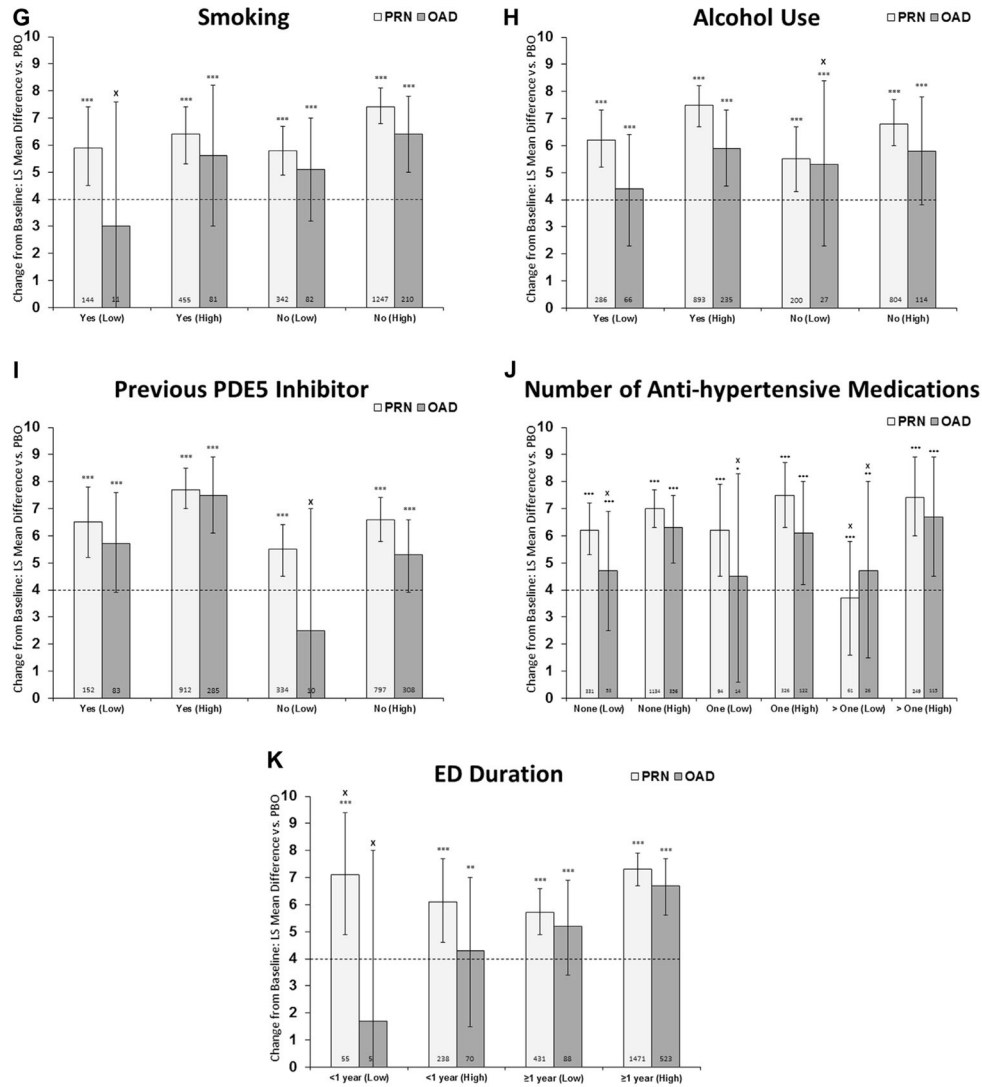 G Smoking
PRN OAD
Change from Baseline: LS Mean Difference vs. PBO
10
9
8
7
6
5
4
3
2
1
0
*** X *** *** *** *** *** ***
144 11 455 81 342 82 1247 210
Yes (Low) Yes (High) No (Low) No (High)
H Alcohol Use
PRN OAD
Change from Baseline: LS Mean Difference vs. PBO
10
9
8
7
6
5
4
3
2
1
0
X
*** *** *** *** *** *** *** ***
286 66 893 235 200 27 804 114
Yes (Low) Yes (High) No (Low) No (High)
I Previous PDE5 Inhibitor
PRN OAD
Change from Baseline: LS Mean Difference vs. PBO
10
9
8
7
6
5
4
3
2
1
0
*** *** *** *** *** X *** ***
152 83 912 285 334 10 797 308
Yes (Low) Yes (High) No (Low) No (High)
J Number of Anti-hypertensive Medications
PRN OAD
Change from Baseline: LS Mean Difference vs. PBO
10
9
8
7
6
5
4
3
2
1
0
X X X X
*** *** *** *** *** * *** *** *** ** *** ***
331 1134 94 14 326 61 26 249
None (Low) None (High) One (Low) One (High) > One (Low) > One (High)
K ED Duration
PRN OAD
Change from Baseline: LS Mean Difference vs. PBO
10
9
8
7
6
5
4
3
2
1
0
X X
*** *** ** *** *** *** ***
55 5 238 70 431 88 1471 523
<1 year (Low) <1 year (High) ≥1 year (Low) ≥1 year (High)